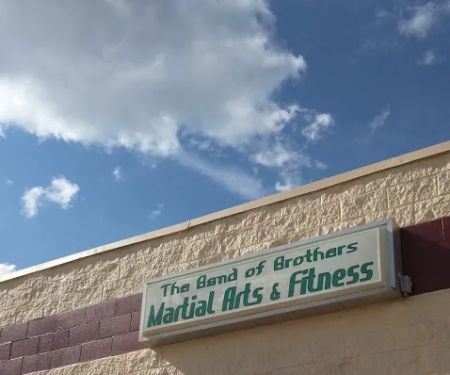 The Band of Brothers
Martial Arts & Fitness